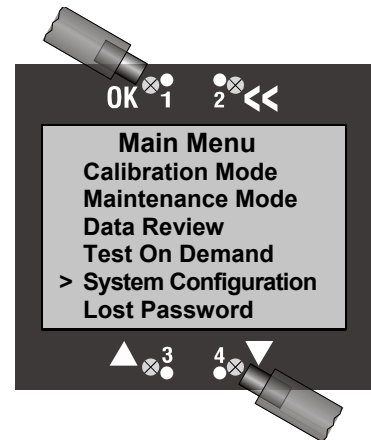 OK 1 2 <<
Main Menu
Calibration Mode
Maintenance Mode
Data Review
Test On Demand
> System Configuration
Lost Password
3 4